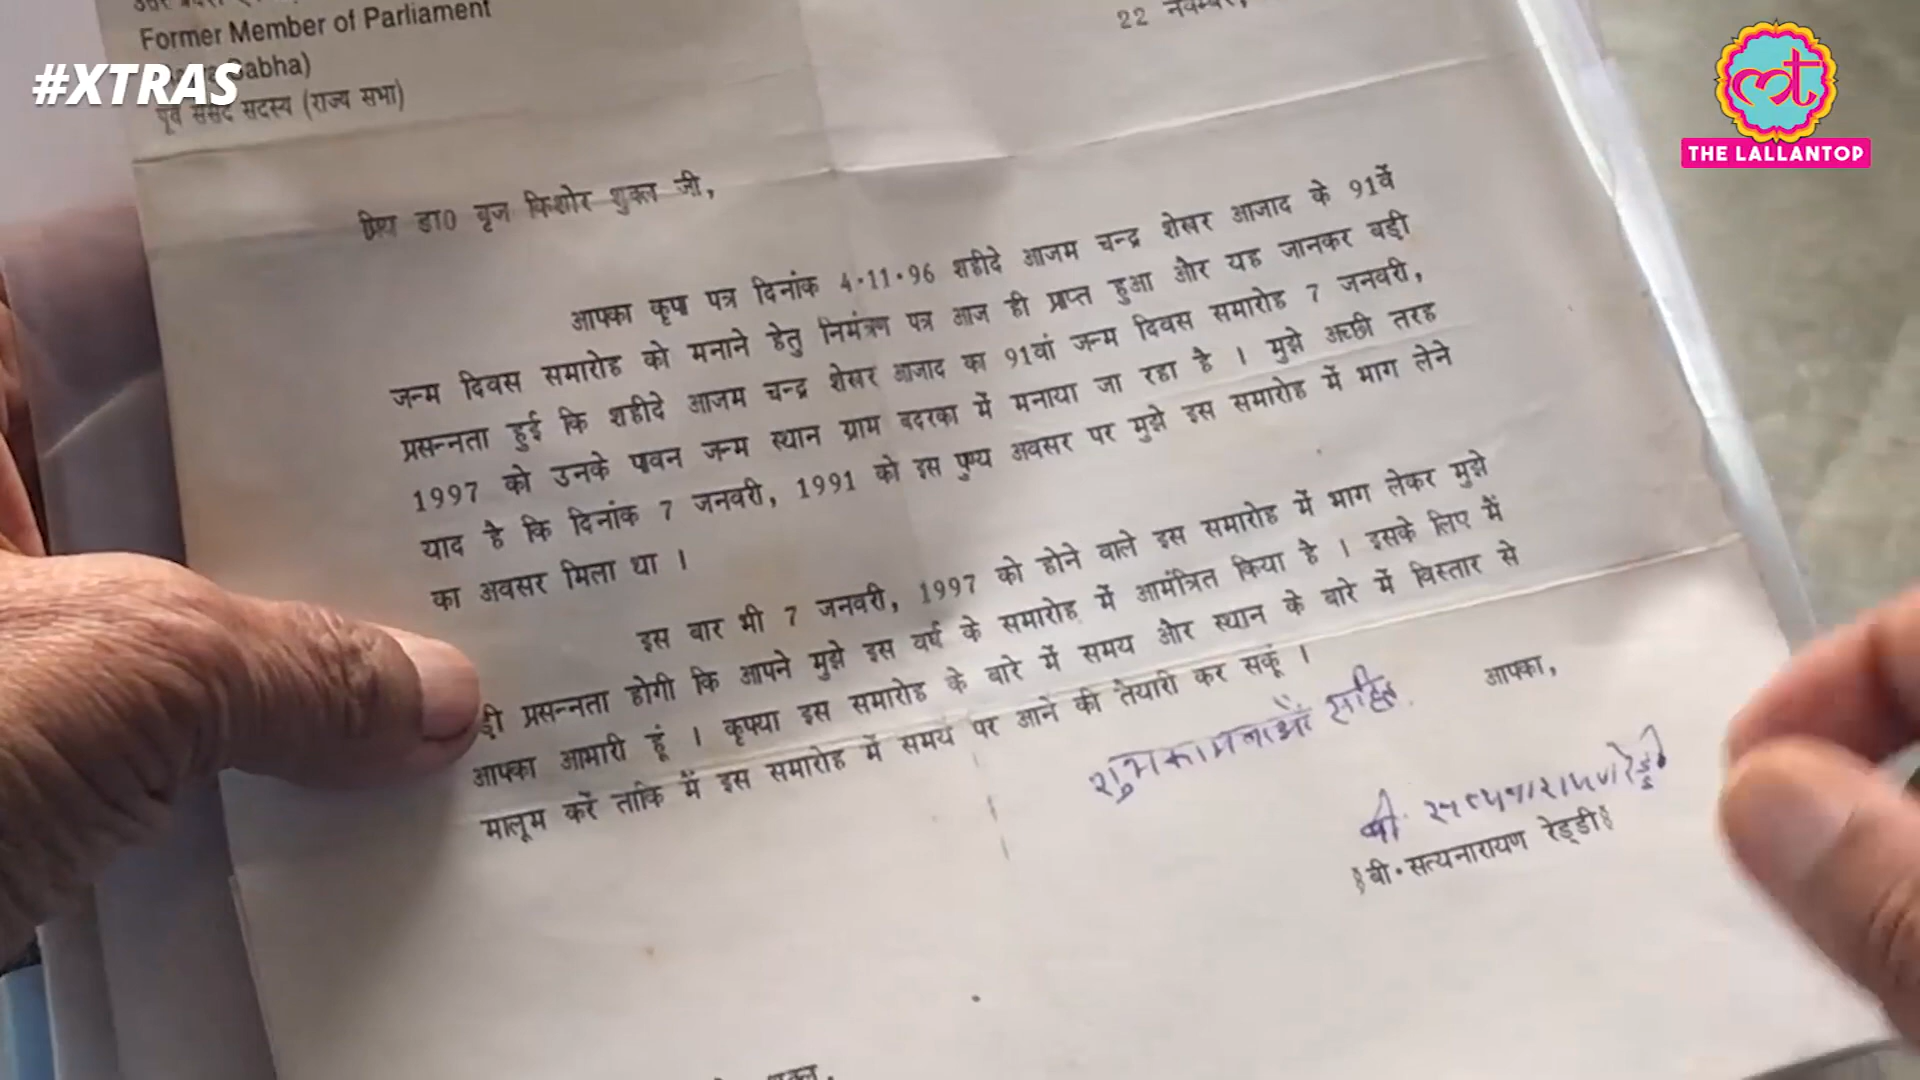 Former Member of Parliament
22 नवम्बर,
Sabha)
#XTRAS
पूर्व संसद सदस्य (राज्य सभा)
THE LALLANTOP
प्रिय डा0 बृज किशोर शुक्ल जी,
आपका कृपा पत्र दिनांक 4.11.96 शहीदे आजम चन्द्र शेखर आजाद के 91वें
जन्म दिवस समारोह को मनाने हेतु निमंत्रण पत्र आज ही प्राप्त हुआ और यह जानकर बड़ी
प्रसन्नता हुई कि शहीदे आजम चन्द्र शेखर आजाद का 91वां जन्म दिवस समारोह 7 जनवरी,
1997 को उनके पावन जन्म स्थान ग्राम बदरका में मनाया जा रहा है । मुझे अच्छी तरह
याद है कि दिनांक 7 जनवरी, 1991 को इस पुण्य अवसर पर मुझे इस समारोह में भाग लेने
का अवसर मिला था ।
इस बार भी 7 जनवरी, 1997 को होने वाले इस समारोह में भाग लेकर मुझे
ड़ी प्रसन्नता होगी कि आपने मुझे इस वर्ष के समारोह में आमंत्रित किया है । इसके लिए मैं
आपका आभारी हूं । कृपया इस समारोह के बारे में समय और स्थान के बारे में विस्तार से
मालूम करें ताकि मैं इस समारोह में समय पर आने की तैयारी कर सकूं ।
शुभकामनाओं सहित.
आपका,
बी. सत्यनारायण रेड्डी
(बी.सत्यनारायण रेड्डी)
शुक्ल,